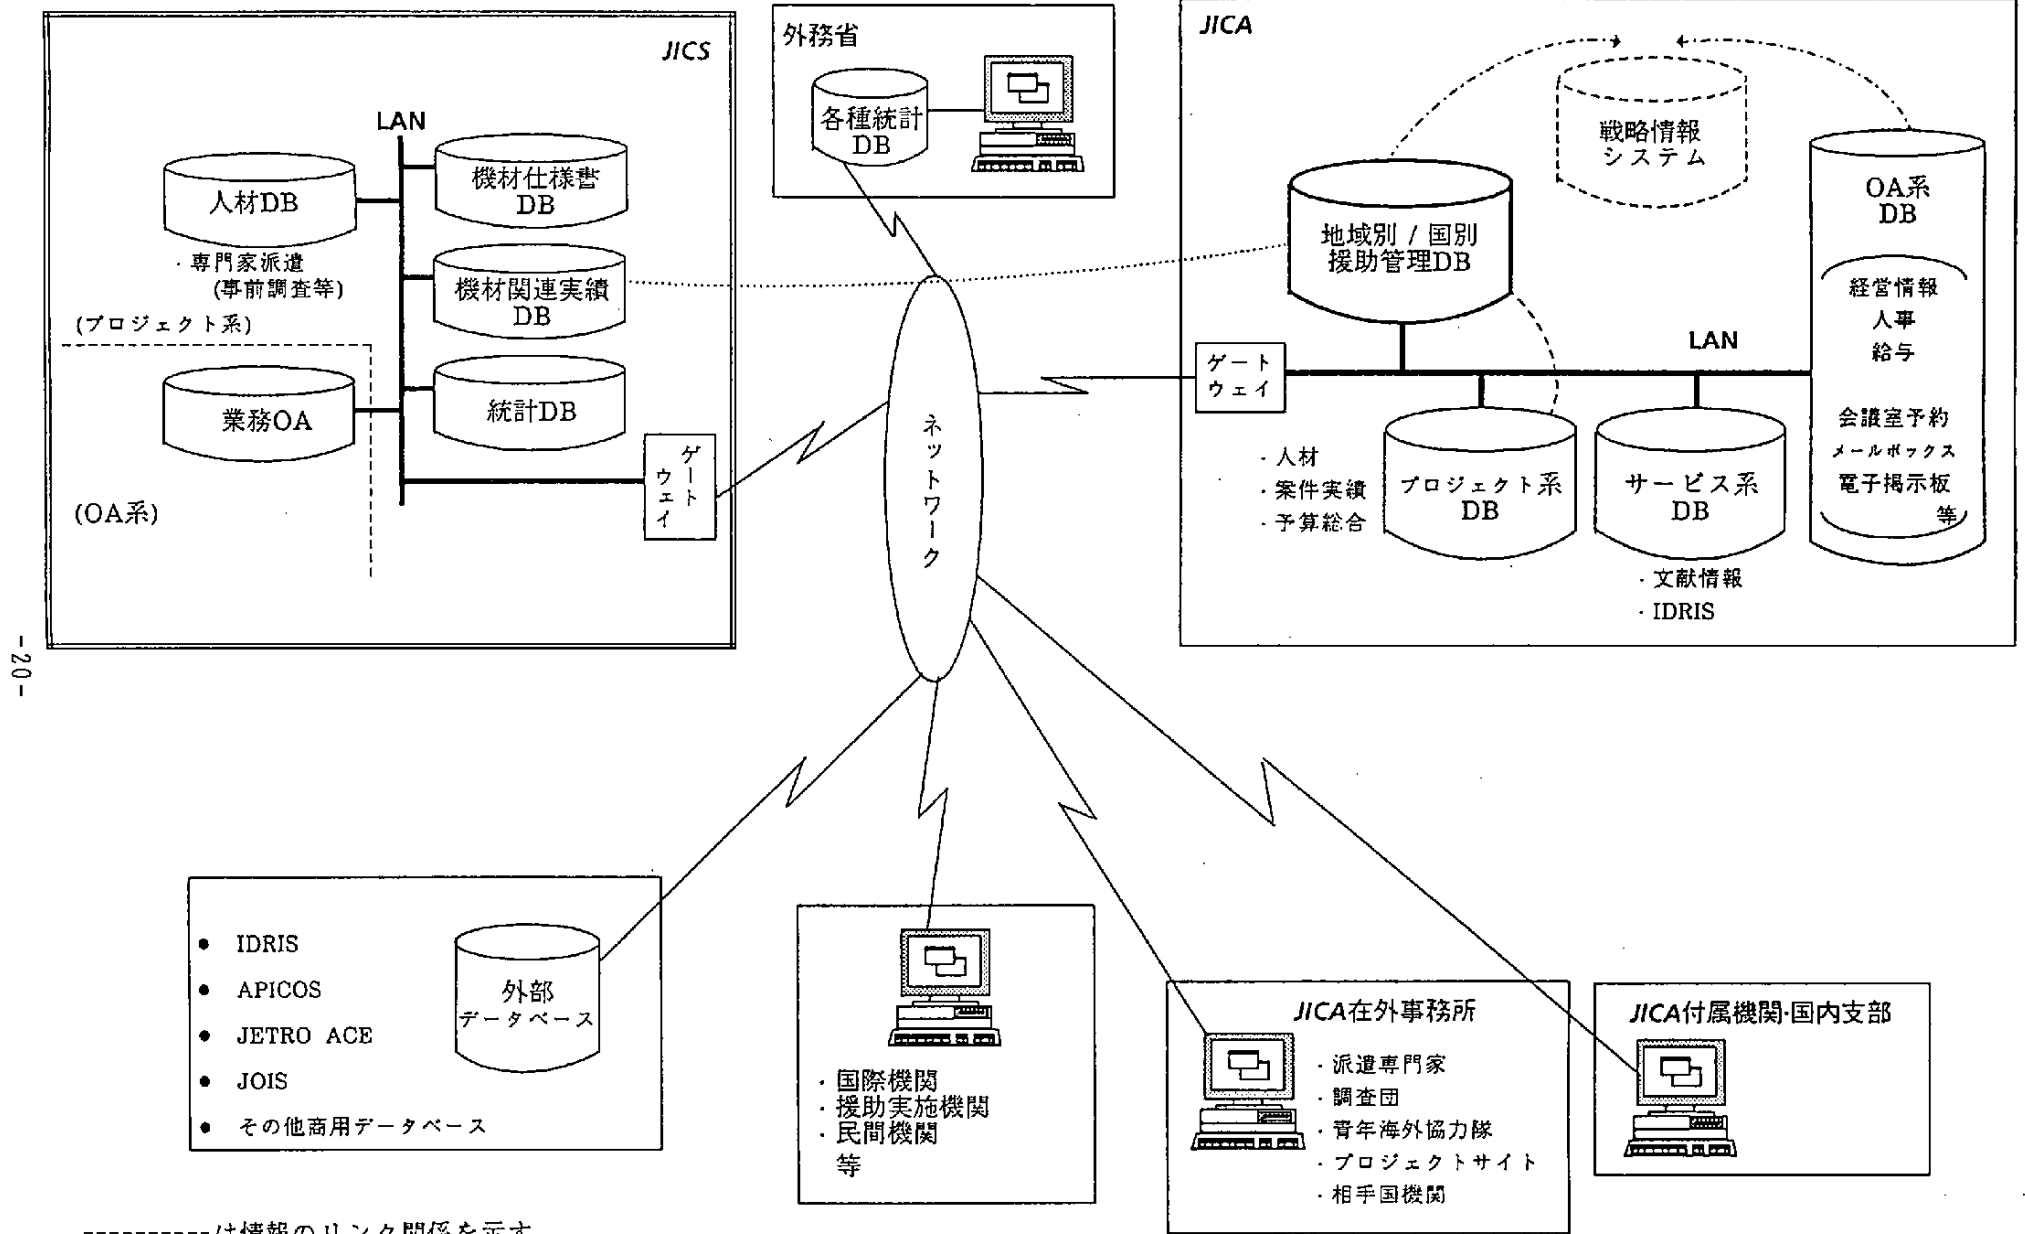 JICS
LAN
人材DB
・専門家派遣
(事前調査等)
(プロジェクト系)
業務OA
(OA系)
機材仕様書
DB
機材関連実績
DB
統計DB
ゲート
ウェイ
外務省
各種統計
DB
ネットワーク
JICA
戦略情報
システム
地域別 / 国別
援助管理DB
OA系
DB
経営情報
人事
給与
会議室予約
メールボックス
電子掲示板
等
LAN
ゲート
ウェイ
・人材
・案件実績
・予算総合
プロジェクト系
DB
サービス系
DB
・文献情報
・IDRIS
-20-
● IDRIS
● APICOS
● JETRO ACE
● JOIS
● その他商用データベース
外部
データベース
・国際機関
・援助実施機関
・民間機関
等
JICA在外事務所
・派遣専門家
・調査団
・青年海外協力隊
・プロジェクトサイト
・相手国機関
JICA付属機関・国内支部
----------は情報のリンク関係を示す